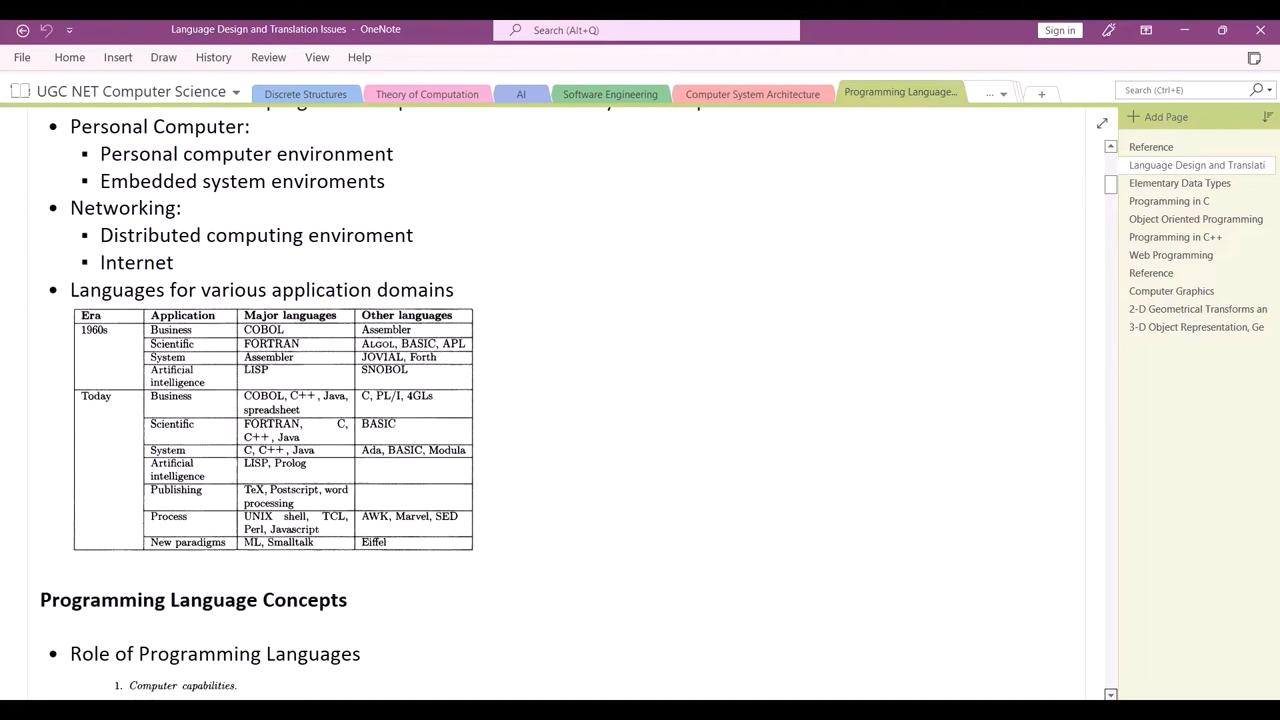 Language Design and Translation Issues - OneNote
Search (Alt+Q)
Sign in
File Home Insert Draw History Review View Help
UGC NET Computer Science
Discrete Structures Theory of Computation AI Software Engineering Computer System Architecture Programming Language... ...
Search (Ctrl+E)
Add Page
Reference
Language Design and Translati
Elementary Data Types
Programming in C
Object Oriented Programming
Programming in C++
Web Programming
Reference
Computer Graphics
2-D Geometrical Transforms an
3-D Object Representation, Ge
• Personal Computer:
▪ Personal computer environment
▪ Embedded system enviroments
• Networking:
▪ Distributed computing enviroment
▪ Internet
• Languages for various application domains
Era Application Major languages Other languages
1960s Business COBOL Assembler
Scientific FORTRAN ALGOL, BASIC, APL
System Assembler JOVIAL, Forth
Artificial LISP SNOBOL
intelligence
Today Business COBOL, C++, Java, C, PL/I, 4GLs
spreadsheet
Scientific FORTRAN, C, BASIC
C++, Java
System C, C++, Java Ada, BASIC, Modula
Artificial LISP, Prolog
intelligence
Publishing TeX, Postscript, word
processing
Process UNIX shell, TCL, AWK, Marvel, SED
Perl, Javascript
New paradigms ML, Smalltalk Eiffel
Programming Language Concepts
• Role of Programming Languages
1. Computer capabilities.